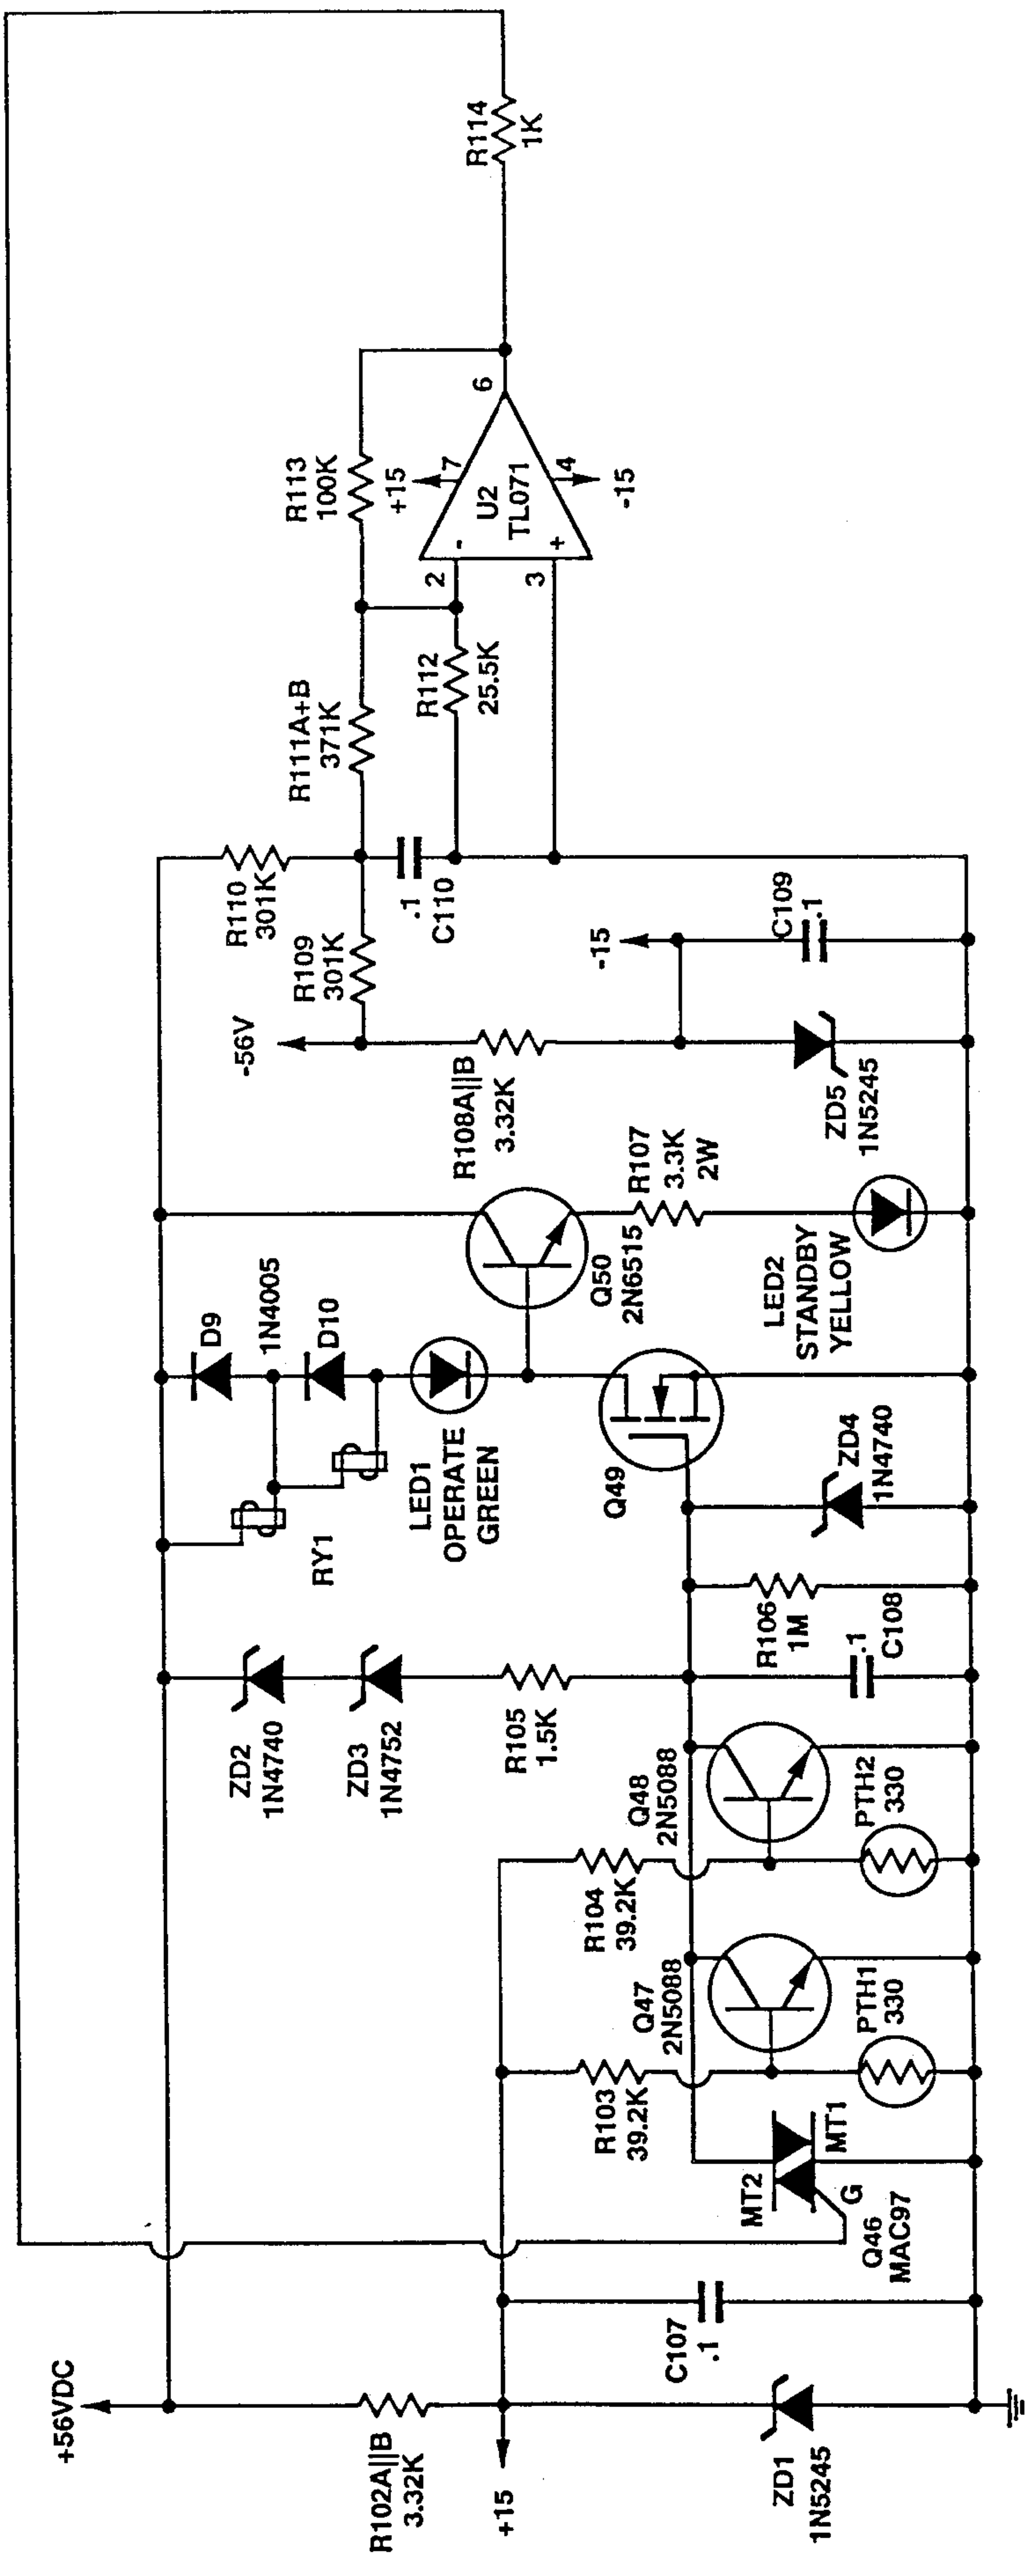 +56VDC
R102A||B
3.32K
+15
ZD1
1N5245
C107
.1
Q46
MAC97
MT2
MT1
G
R103
39.2K
Q47
2N5088
PTH1
330
R104
39.2K
Q48
2N5088
PTH2
330
ZD2
1N4740
ZD3
1N4752
R105
1.5K
.1
C108
R106
1M
ZD4
1N4740
RY1
D9
1N4005
D10
LED1
OPERATE
GREEN
Q49
Q50
2N6515
R107
3.3K
2W
LED2
STANDBY
YELLOW
-56V
R108A||B
3.32K
ZD5
1N5245
-15
C109
.1
R109
301K
R110
301K
.1
C110
R111A+B
371K
R112
25.5K
R113
100K
2
-
3
+
U2
TL071
+15
7
4
-15
6
R114
1K